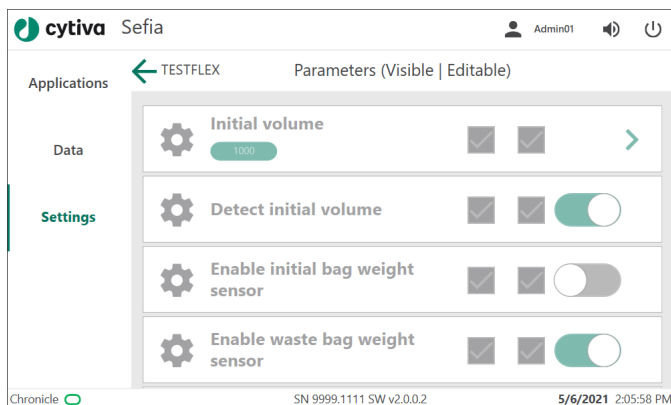 cytiva Sefia Admin01
Applications
Data
Settings
TESTFLEX Parameters (Visible | Editable)
Initial volume
1000
Detect initial volume
Enable initial bag weight
sensor
Enable waste bag weight
sensor
Chronicle SN 9999.1111 SW v2.0.0.2 5/6/2021 2:05:58 PM